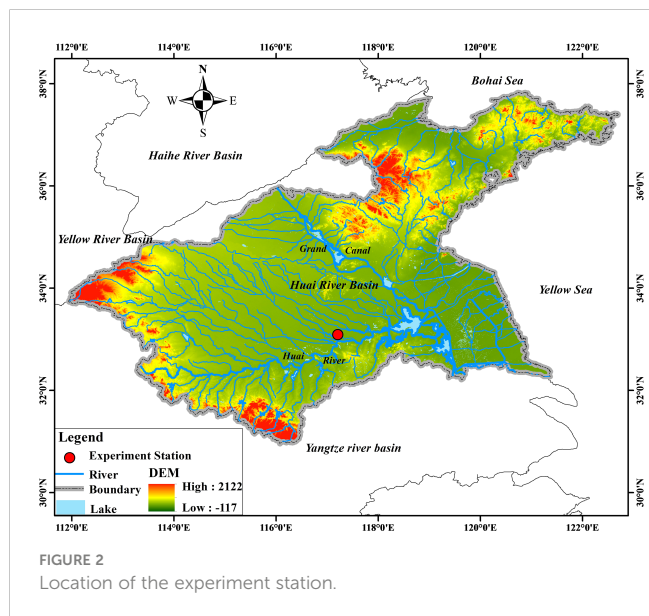 112°0'E 114°0'E 116°0'E 118°0'E 120°0'E 122°0'E
38°0'N
38°0'N
N
W E
S
Bohai Sea
Haihe River Basin
36°0'N
36°0'N
Yellow River Basin
Grand Canal
34°0'N
34°0'N
Huai River Basin
Yellow Sea
Huai River
32°0'N
32°0'N
Yangtze river basin
30°0'N
30°0'N
Legend
Experiment Station
River
Boundary
Lake
DEM
High : 2122
Low : -117
112°0'E 114°0'E 116°0'E 118°0'E 120°0'E 122°0'E
FIGURE 2
Location of the experiment station.